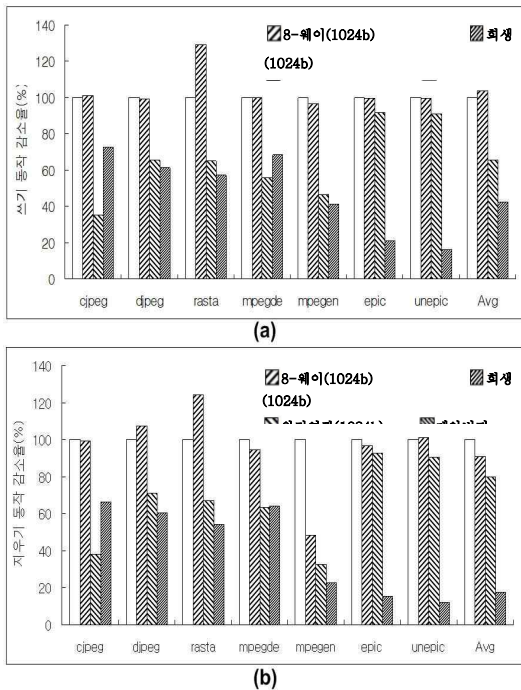 8-웨이(1024b)
희생
(1024b)
쓰기 동작 감소율(%)
140
120
100
80
60
40
20
0
cjpeg
djpeg
rasta
mpegde
mpegen
epic
unepic
Avg
(a)
8-웨이(1024b)
희생
(1024b)
지우기 동작 감소율(%)
140
120
100
80
60
40
20
0
cjpeg
djpeg
rasta
mpegde
mpegen
epic
unepic
Avg
(b)